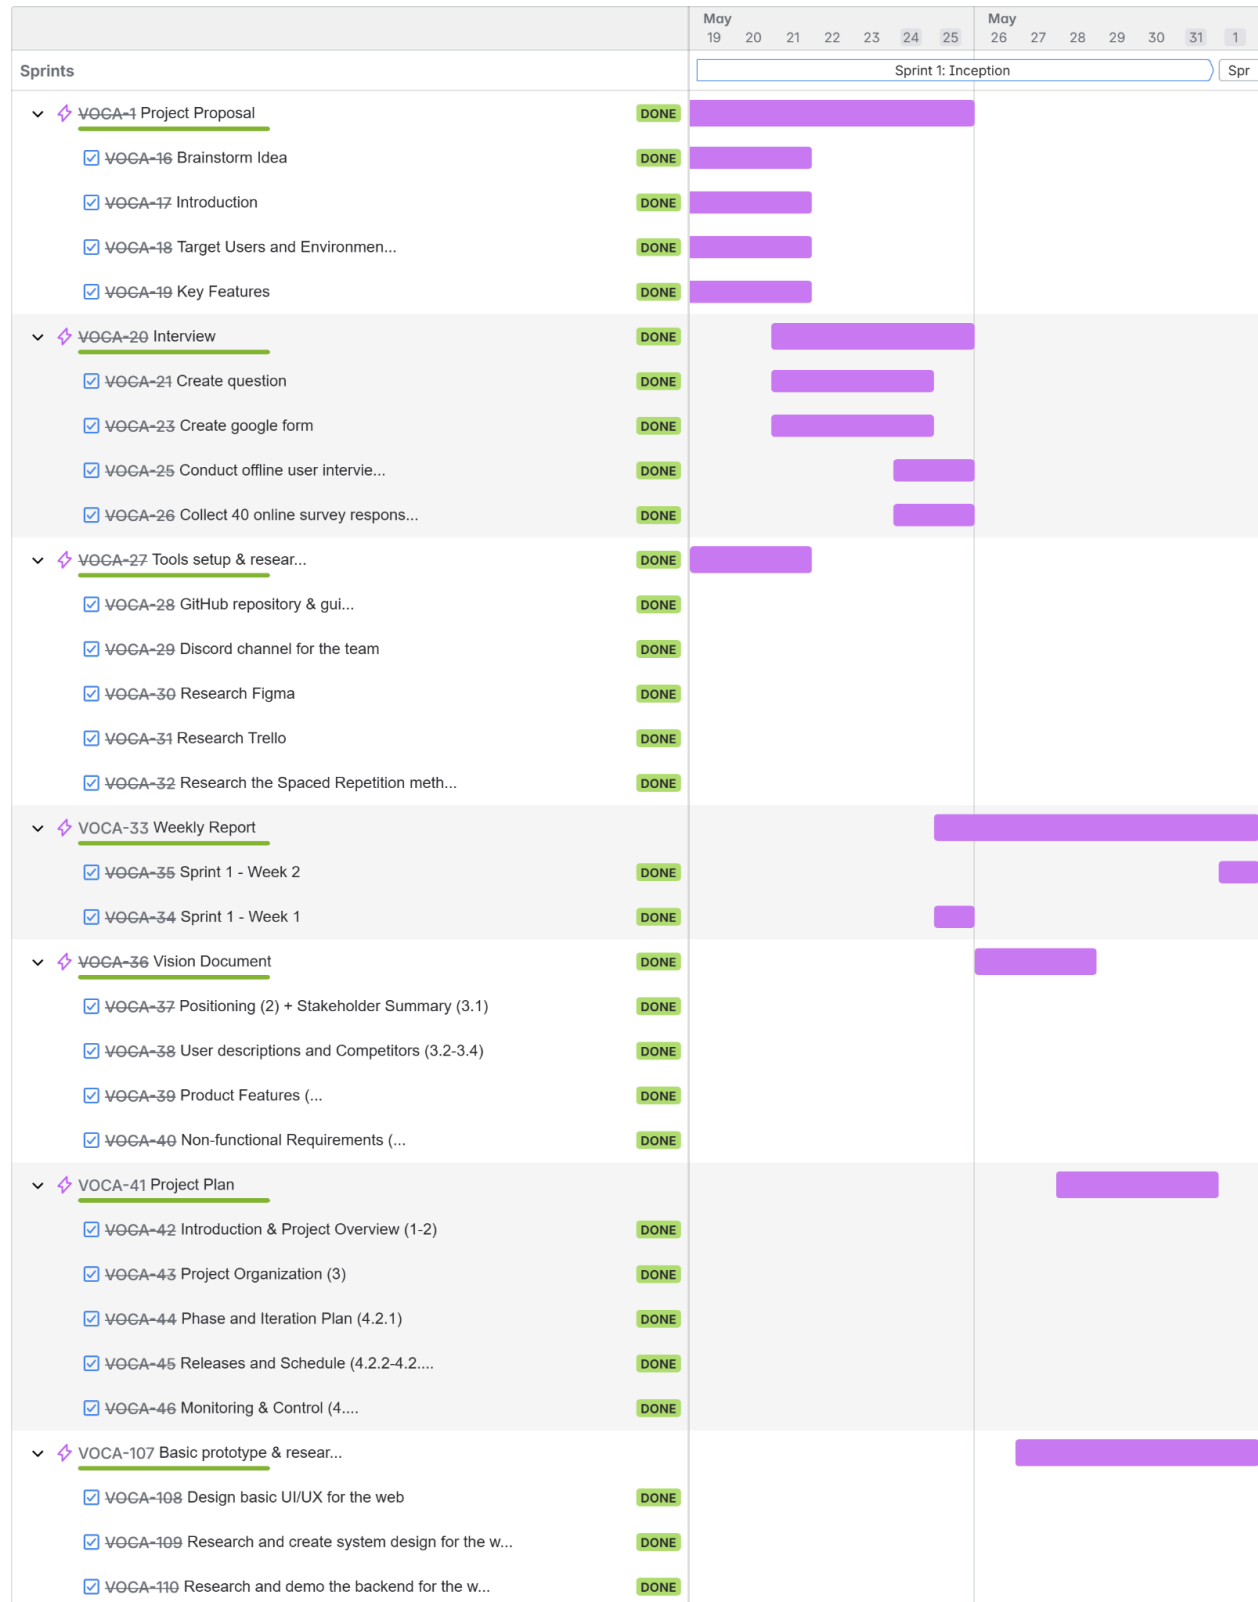 May May
19 20 21 22 23 24 25 26 27 28 29 30 31 1
Sprints Sprint 1: Inception Spr
VOCA-1 Project Proposal DONE
VOCA-16 Brainstorm Idea DONE
VOCA-17 Introduction DONE
VOCA-18 Target Users and Environmen... DONE
VOCA-19 Key Features DONE
VOCA-20 Interview DONE
VOCA-21 Create question DONE
VOCA-23 Create google form DONE
VOCA-25 Conduct offline user intervie... DONE
VOCA-26 Collect 40 online survey respons... DONE
VOCA-27 Tools setup & resear... DONE
VOCA-28 GitHub repository & gui... DONE
VOCA-29 Discord channel for the team DONE
VOCA-30 Research Figma DONE
VOCA-31 Research Trello DONE
VOCA-32 Research the Spaced Repetition meth... DONE
VOCA-33 Weekly Report
VOCA-35 Sprint 1 - Week 2 DONE
VOCA-34 Sprint 1 - Week 1 DONE
VOCA-36 Vision Document DONE
VOCA-37 Positioning (2) + Stakeholder Summary (3.1) DONE
VOCA-38 User descriptions and Competitors (3.2-3.4) DONE
VOCA-39 Product Features (... DONE
VOCA-40 Non-functional Requirements (... DONE
VOCA-41 Project Plan
VOCA-42 Introduction & Project Overview (1-2) DONE
VOCA-43 Project Organization (3) DONE
VOCA-44 Phase and Iteration Plan (4.2.1) DONE
VOCA-45 Releases and Schedule (4.2.2-4.2.... DONE
VOCA-46 Monitoring & Control (4.... DONE
VOCA-107 Basic prototype & resear...
VOCA-108 Design basic UI/UX for the web DONE
VOCA-109 Research and create system design for the w... DONE
VOCA-110 Research and demo the backend for the w... DONE